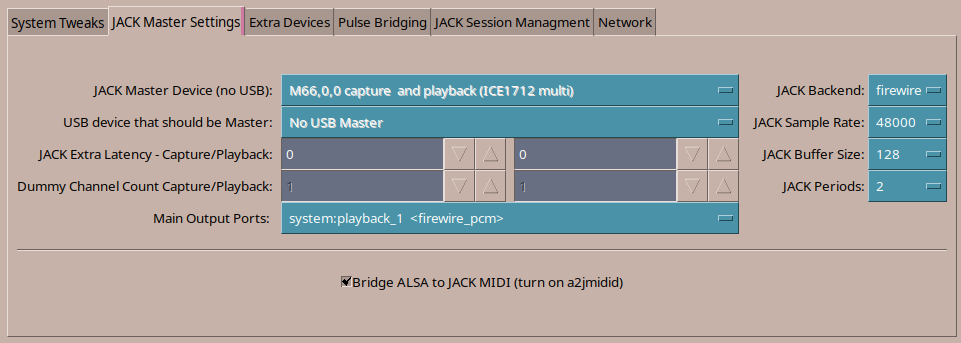 System Tweaks JACK Master Settings Extra Devices Pulse Bridging JACK Session Managment Network
JACK Master Device (no USB): M66,0,0 capture  and playback (ICE1712 multi) JACK Backend: firewire
USB device that should be Master: No USB Master JACK Sample Rate: 48000
JACK Extra Latency - Capture/Playback: 0 0 JACK Buffer Size: 128
Dummy Channel Count Capture/Playback: 1 1 JACK Periods: 2
Main Output Ports: system:playback_1  <firewire_pcm>
Bridge ALSA to JACK MIDI (turn on a2jmidid)